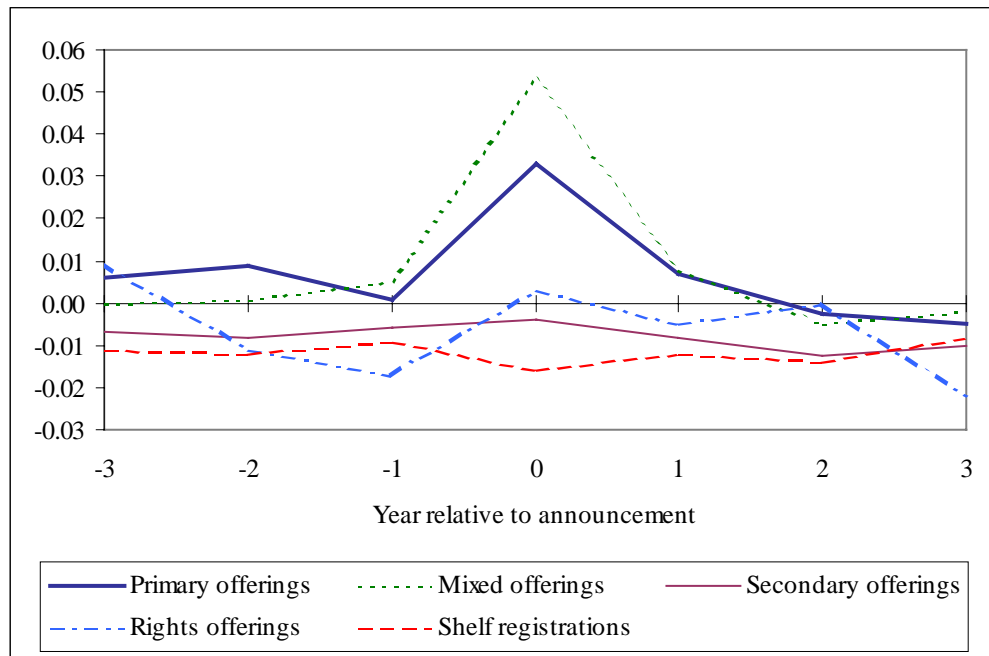 0.06
0.05
0.04
0.03
0.02
0.01
0.00
-0.01
-0.02
-0.03
-3 -2 -1 0 1 2 3
Year relative to announcement
Primary offerings Mixed offerings Secondary offerings
Rights offerings Shelf registrations